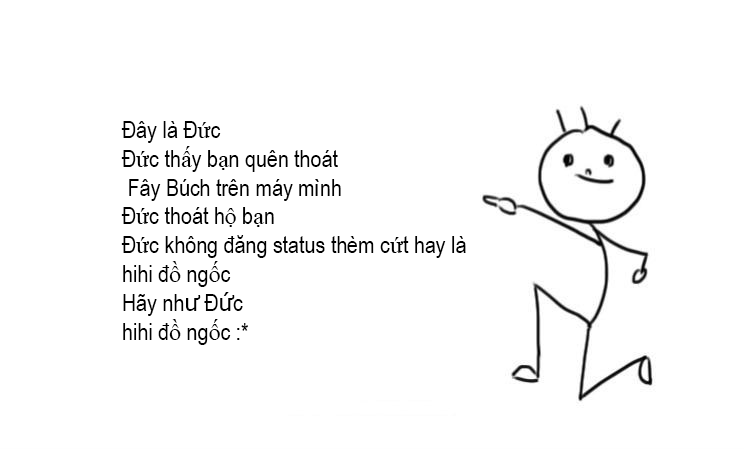 Đây là Đức
Đức thấy bạn quên thoát
Fây Búch trên máy mình
Đức thoát hộ bạn
Đức không đăng status thèm cứt hay là
hihi đồ ngốc
Hãy như Đức
hihi đồ ngốc :*